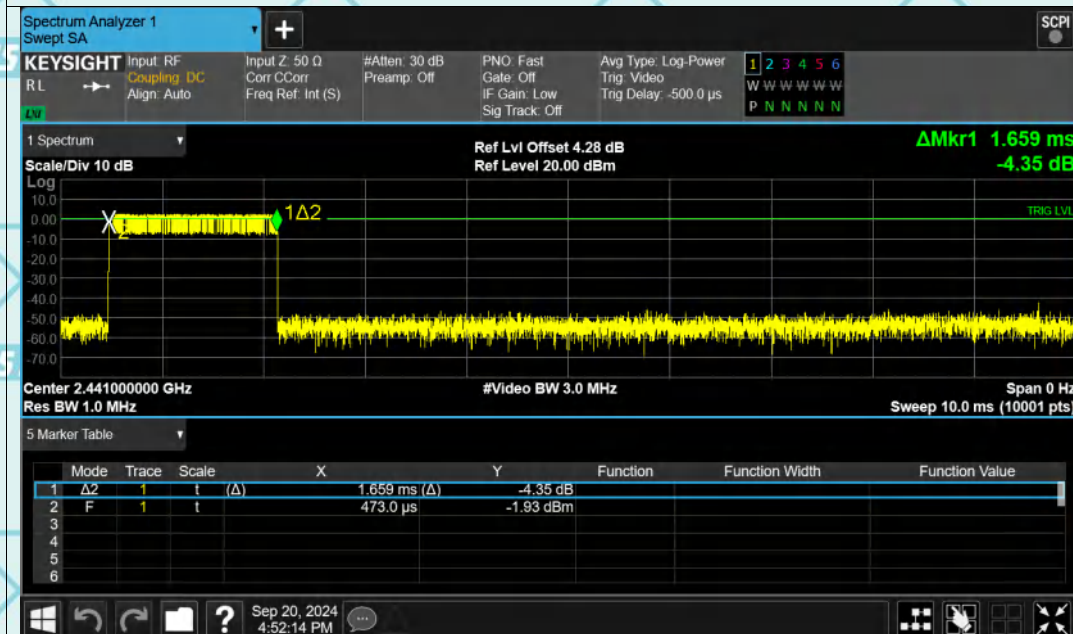 Spectrum Analyzer 1
Swept SA
+
SCPI
KEYSIGHT
RL
LXI
Input: RF
Coupling: DC
Align: Auto
Input Z: 50 Ω
Corr CCorr
Freq Ref: Int (S)
#Atten: 30 dB
Preamp: Off
PNO: Fast
Gate: Off
IF Gain: Low
Sig Track: Off
Avg Type: Log-Power
Trig: Video
Trig Delay: -500.0 µs
1 2 3 4 5 6
W W W W W W
P N N N N N
1 Spectrum
Scale/Div 10 dB
Ref Lvl Offset 4.28 dB
Ref Level 20.00 dBm
ΔMkr1 1.659 ms
-4.35 dB
Log
10.0
0.00
-10.0
-20.0
-30.0
-40.0
-50.0
-60.0
-70.0
X
2
1Δ2
TRIG LVL
Center 2.441000000 GHz
#Video BW 3.0 MHz
Span 0 Hz
Res BW 1.0 MHz
Sweep 10.0 ms (10001 pts)
5 Marker Table
Mode Trace Scale X Y Function Function Width Function Value
1 Δ2 1 t (Δ) 1.659 ms (Δ) -4.35 dB
2 F 1 t 473.0 µs -1.93 dBm
3
4
5
6
?
Sep 20, 2024
4:52:14 PM